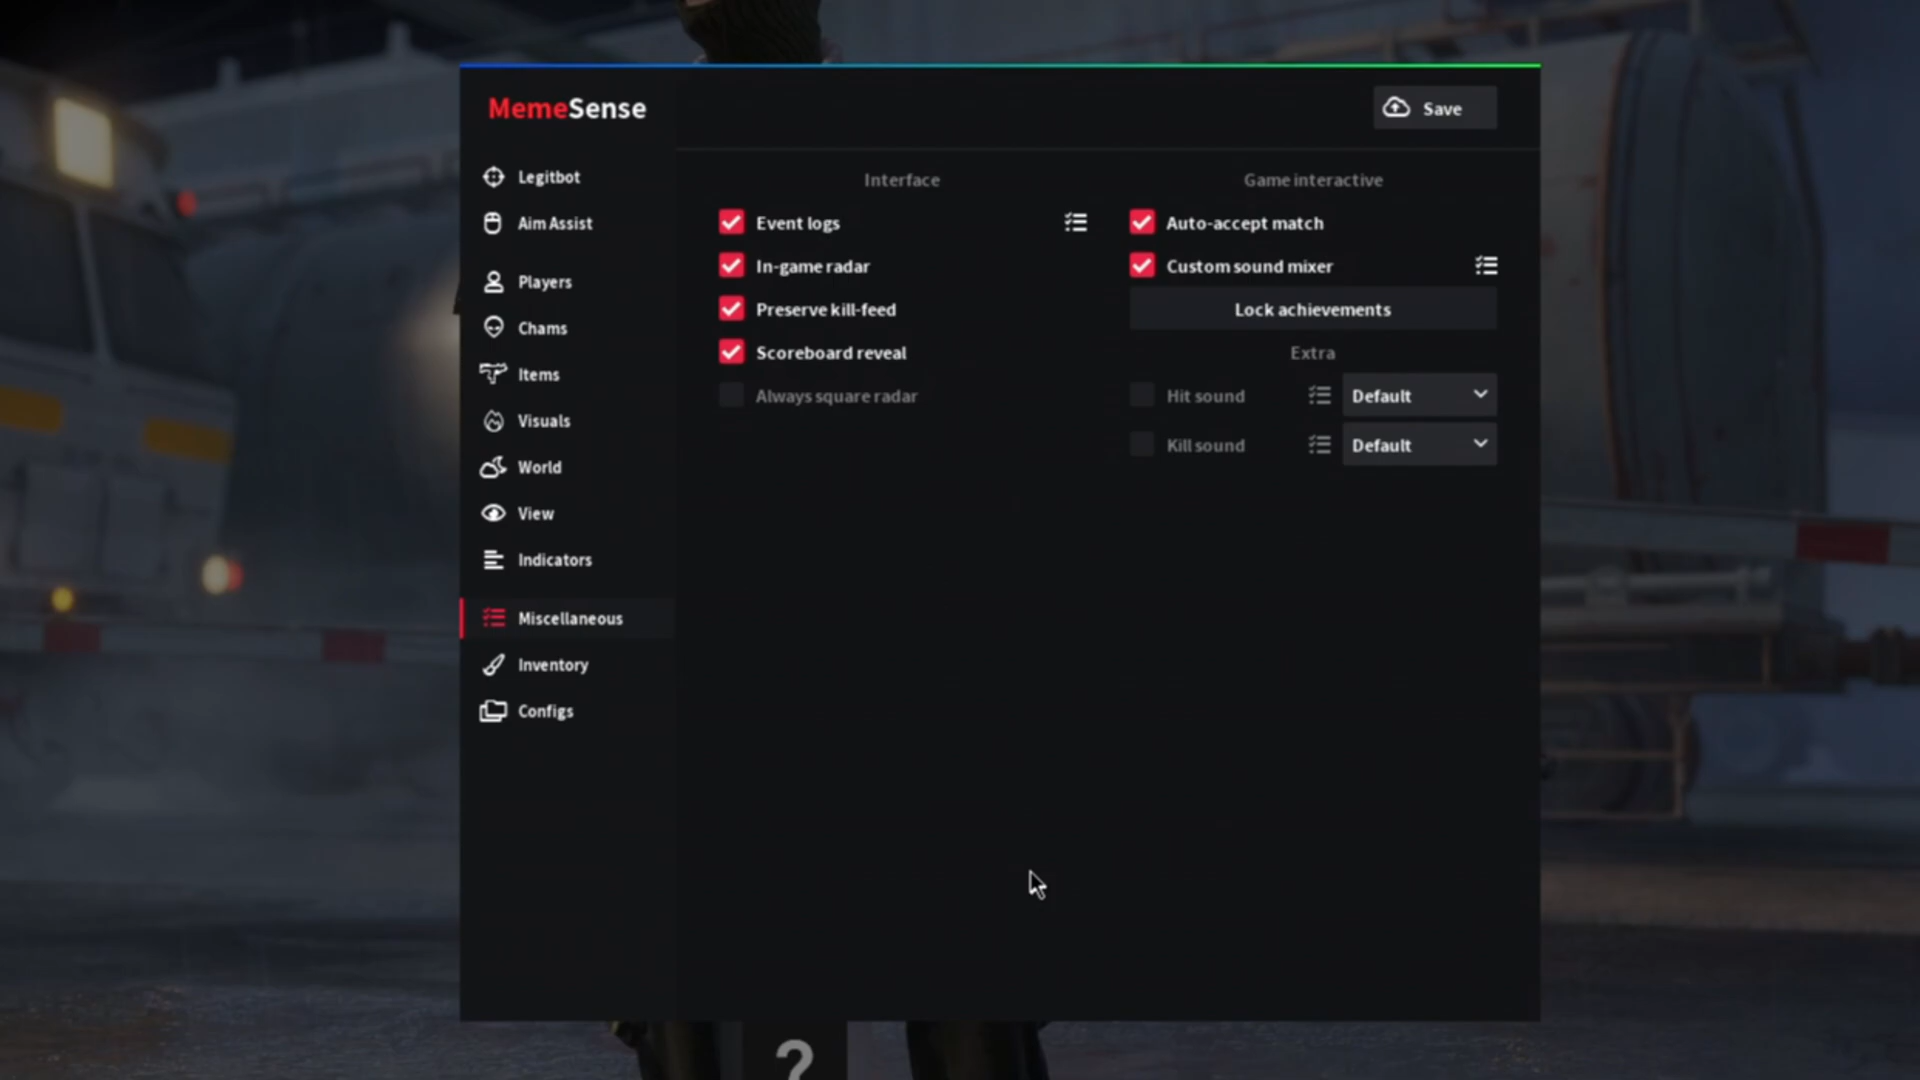 MemeSense
Save
Legitbot
Aim Assist
Players
Chams
Items
Visuals
World
View
Indicators
Miscellaneous
Inventory
Configs
Interface
Event logs
In-game radar
Preserve kill-feed
Scoreboard reveal
Always square radar
Game interactive
Auto-accept match
Custom sound mixer
Lock achievements
Extra
Hit sound Default
Kill sound Default
?